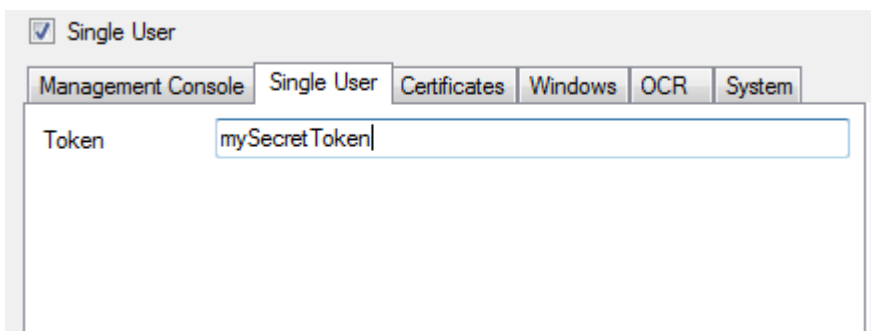 Single User
Management Console Single User Certificates Windows OCR System
Token mySecretToken